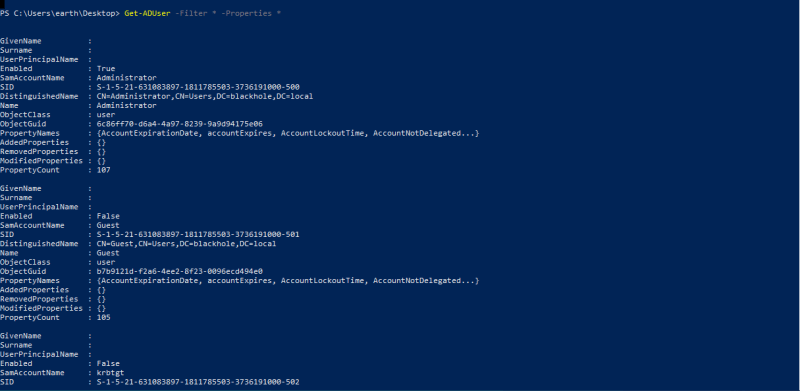 PS C:\Users\earth\Desktop> Get-ADUser -Filter * -Properties *
GivenName :
Surname :
UserPrincipalName :
Enabled : True
SamAccountName : Administrator
SID : S-1-5-21-631083897-1811785503-3736191000-500
DistinguishedName : CN=Administrator,CN=Users,DC=blackhole,DC=local
Name : Administrator
ObjectClass : user
ObjectGuid : 6c86ff70-d6a4-4a97-8239-9a9d94175e06
PropertyNames : {AccountExpirationDate, accountExpires, AccountLockoutTime, AccountNotDelegated...}
AddedProperties : {}
RemovedProperties : {}
ModifiedProperties : {}
PropertyCount : 107
GivenName :
Surname :
UserPrincipalName :
Enabled : False
SamAccountName : Guest
SID : S-1-5-21-631083897-1811785503-3736191000-501
DistinguishedName : CN=Guest,CN=Users,DC=blackhole,DC=local
Name : Guest
ObjectClass : user
ObjectGuid : b7b9121d-f2a6-4ee2-8f23-0096ecd494e0
PropertyNames : {AccountExpirationDate, accountExpires, AccountLockoutTime, AccountNotDelegated...}
AddedProperties : {}
RemovedProperties : {}
ModifiedProperties : {}
PropertyCount : 105
GivenName :
Surname :
UserPrincipalName :
Enabled : False
SamAccountName : krbtgt
SID : S-1-5-21-631083897-1811785503-3736191000-502